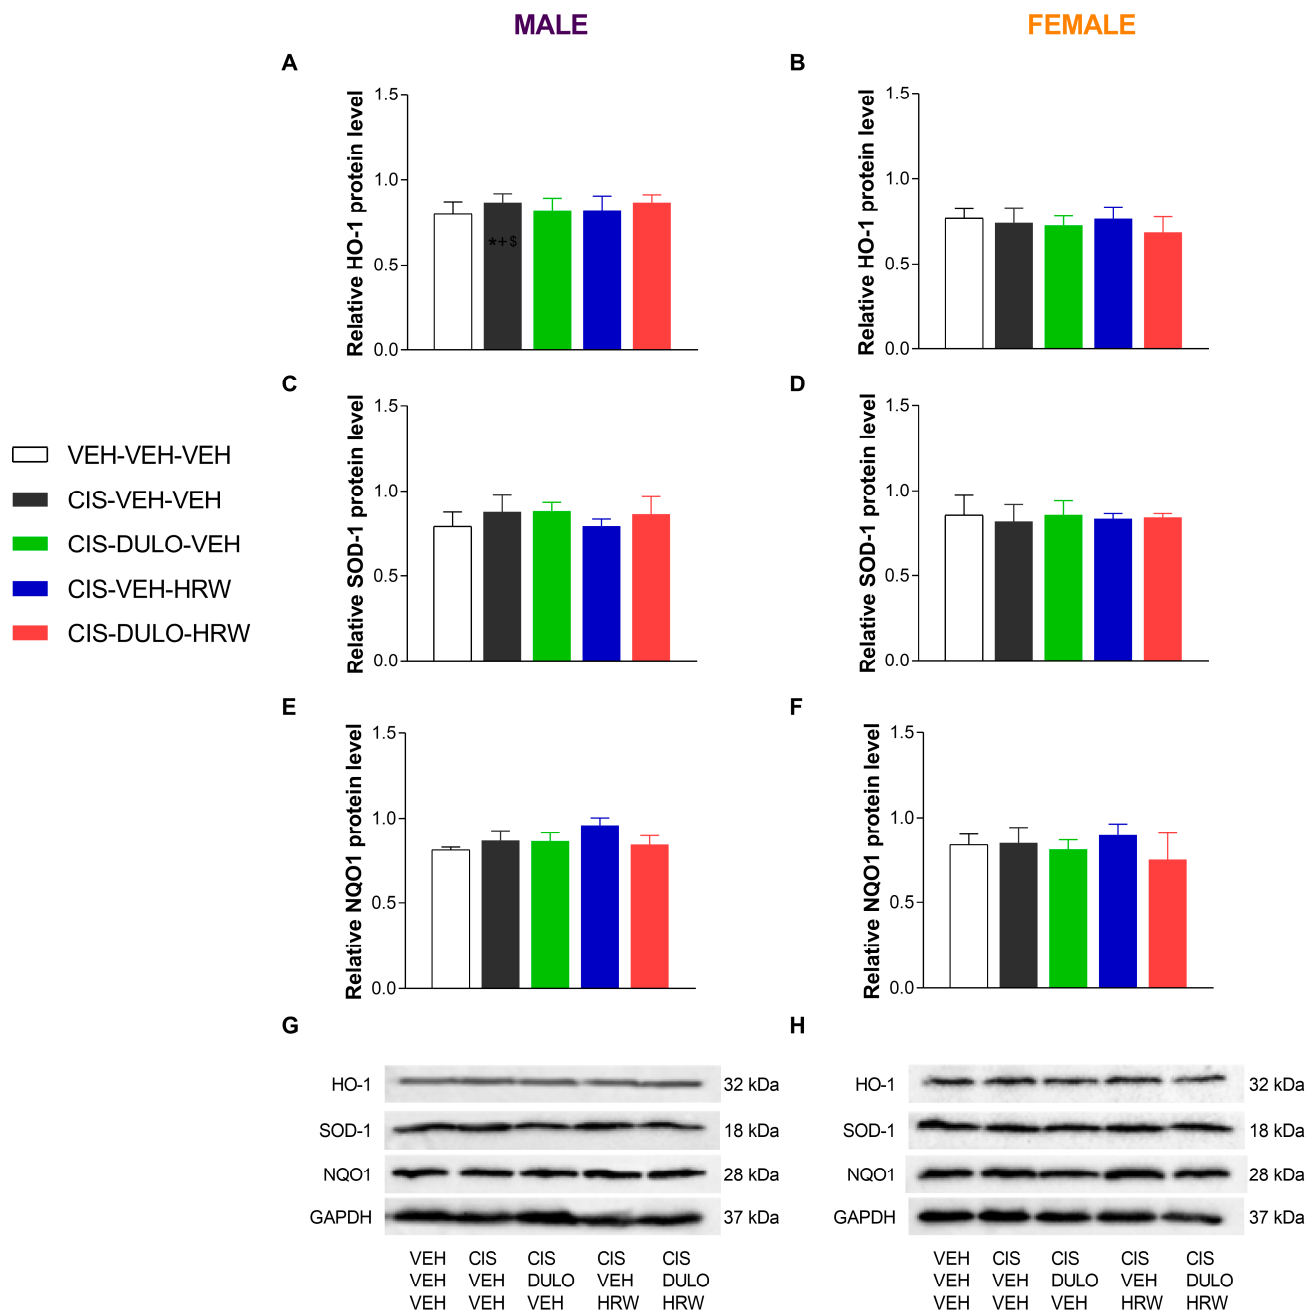 MALE
FEMALE
A
Relative HO-1 protein level
1.5
1.0
0.5
0.0
*+$
B
Relative HO-1 protein level
1.5
1.0
0.5
0.0
C
Relative SOD-1 protein level
1.5
1.0
0.5
0.0
D
Relative SOD-1 protein level
1.5
1.0
0.5
0.0
VEH-VEH-VEH
CIS-VEH-VEH
CIS-DULO-VEH
CIS-VEH-HRW
CIS-DULO-HRW
E
Relative NQO1 protein level
1.5
1.0
0.5
0.0
F
Relative NQO1 protein level
1.5
1.0
0.5
0.0
G
HO-1 32 kDa
SOD-1 18 kDa
NQO1 28 kDa
GAPDH 37 kDa
VEH CIS CIS CIS CIS
VEH VEH DULO VEH DULO
VEH VEH VEH HRW HRW
H
HO-1 32 kDa
SOD-1 18 kDa
NQO1 28 kDa
GAPDH 37 kDa
VEH CIS CIS CIS CIS
VEH VEH DULO VEH DULO
VEH VEH VEH HRW HRW